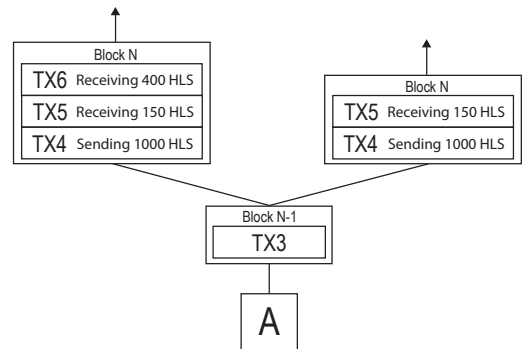 Block N
TX6 Receiving 400 HLS
TX5 Receiving 150 HLS
TX4 Sending 1000 HLS
Block N
TX5 Receiving 150 HLS
TX4 Sending 1000 HLS
Block N-1
TX3
A